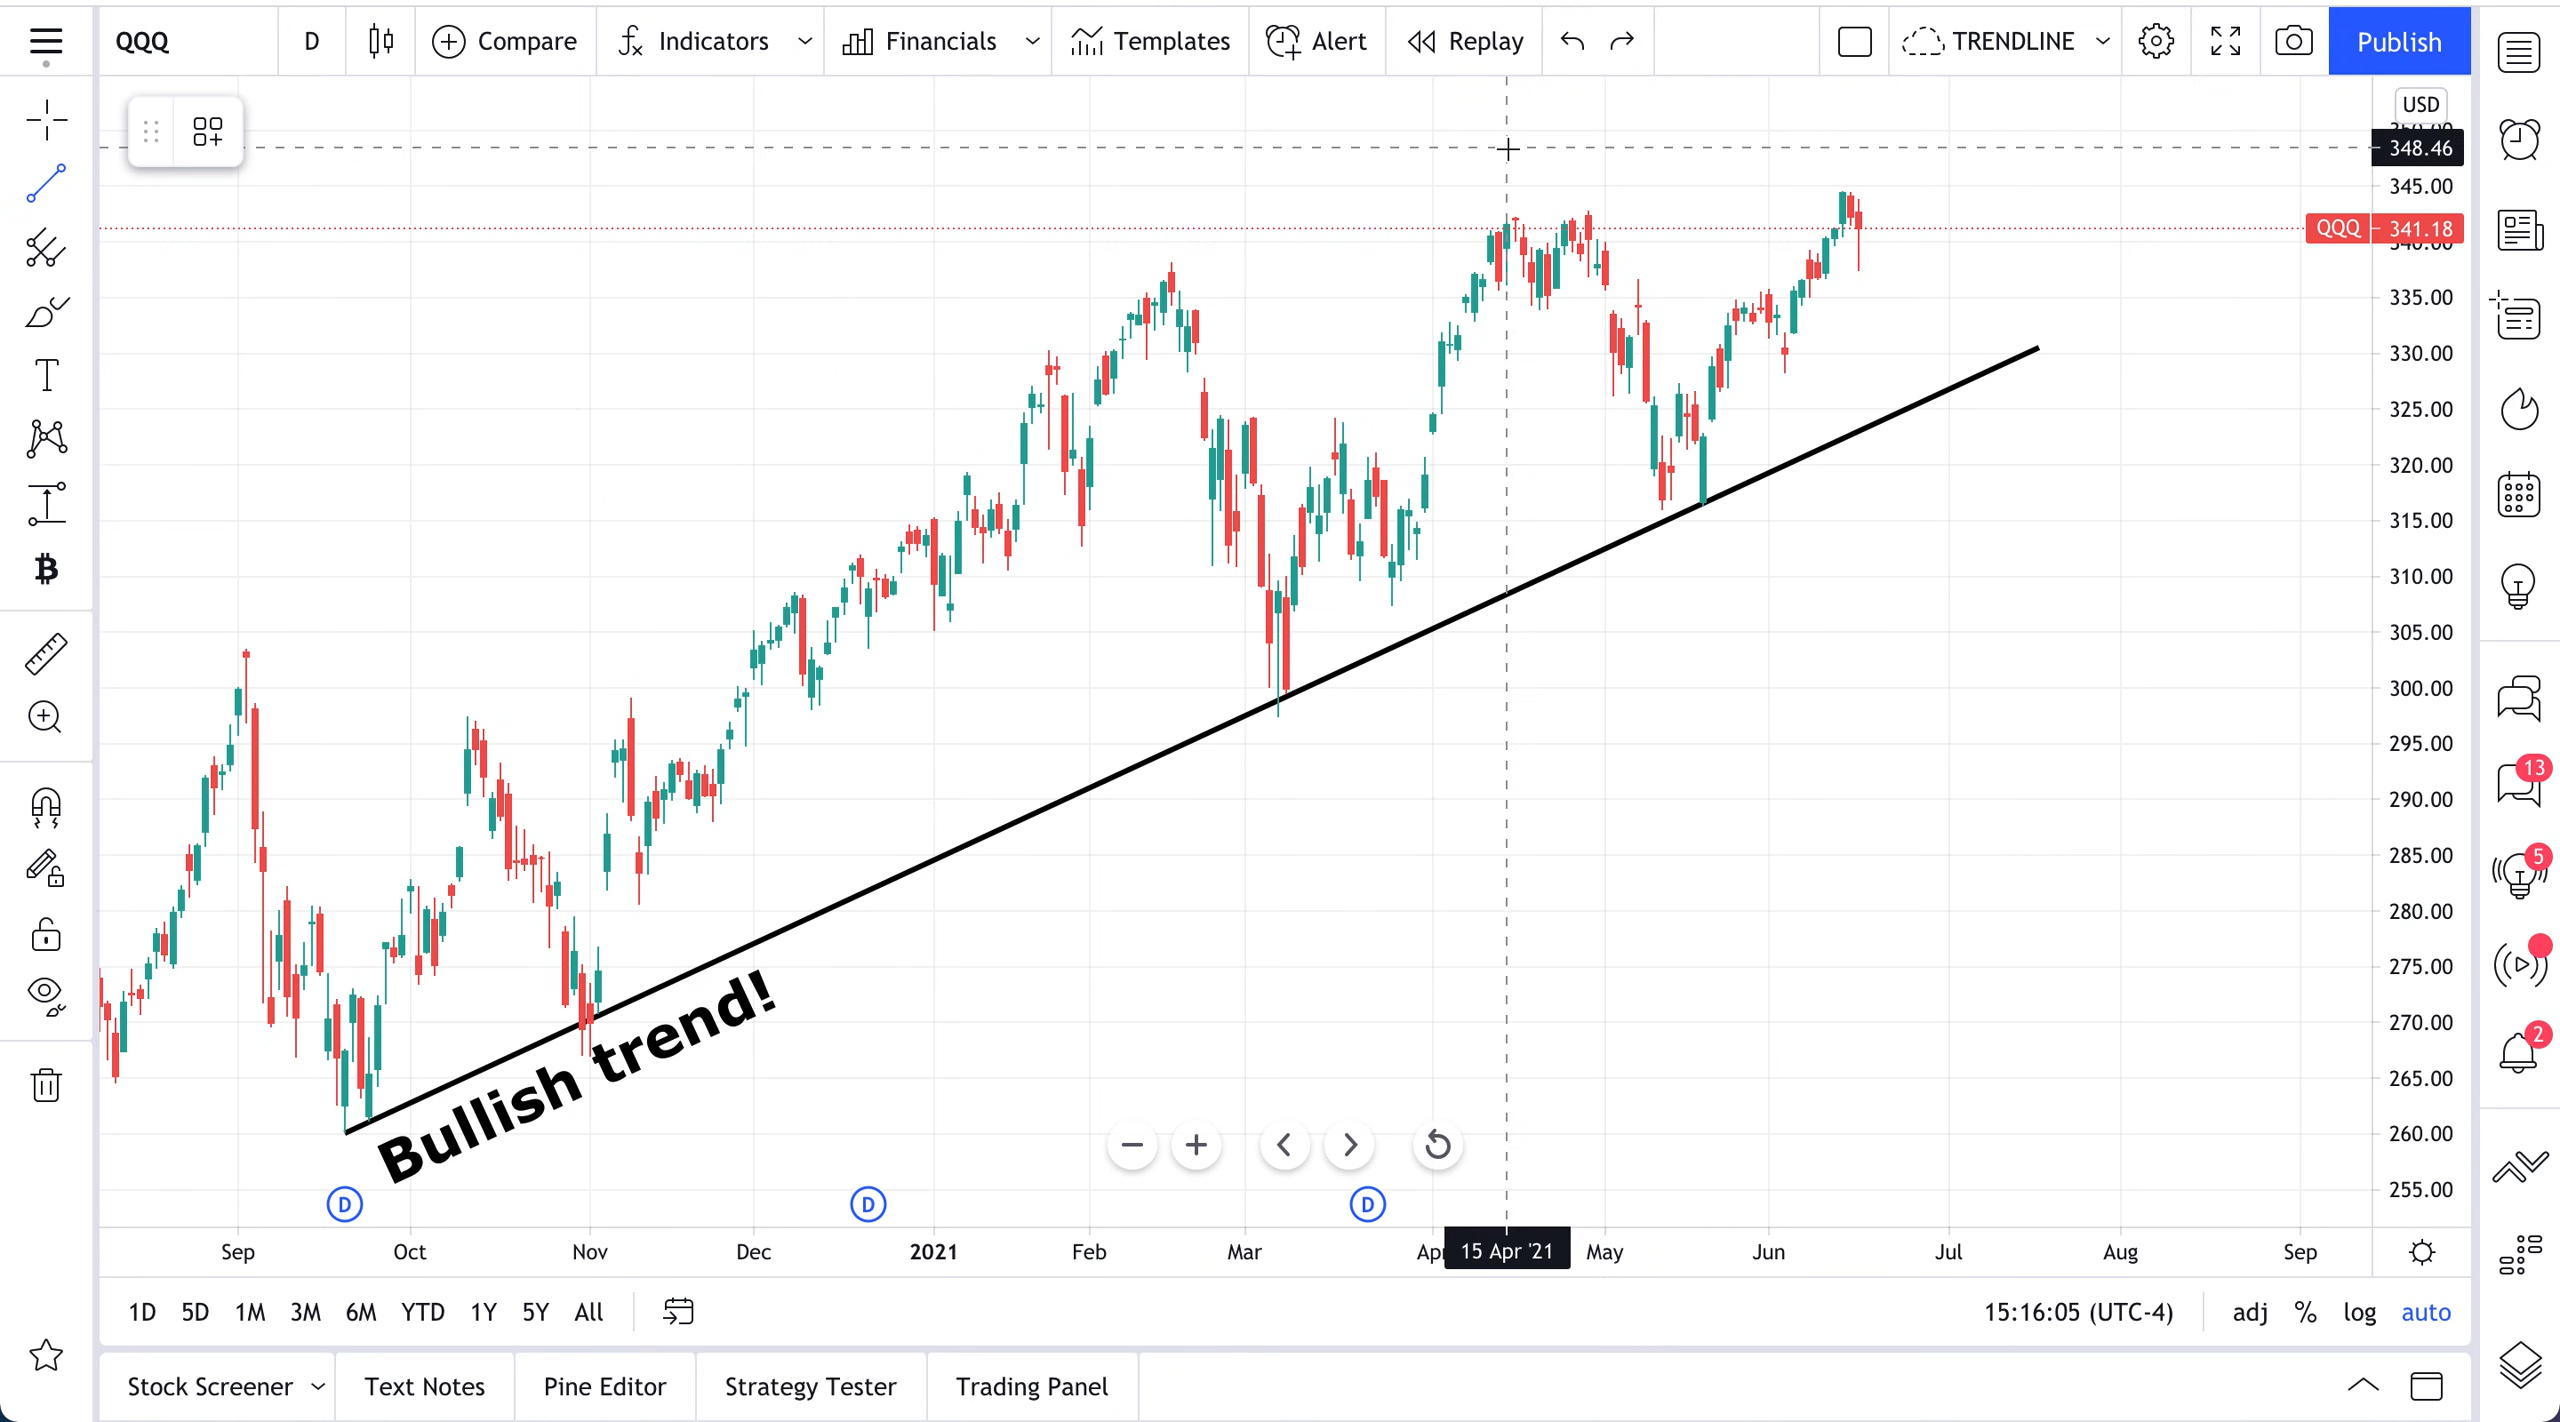 QQQ D Compare Indicators Financials Templates Alert Replay TRENDLINE Publish
USD
348.46
345.00
QQQ 341.18
340.00
335.00
330.00
325.00
320.00
315.00
310.00
305.00
300.00
295.00
290.00
285.00
280.00
275.00
270.00
265.00
260.00
255.00
13
5
2
Bullish trend!
D D D
Sep Oct Nov Dec 2021 Feb Mar Apr 15 Apr '21 May Jun Jul Aug Sep
1D 5D 1M 3M 6M YTD 1Y 5Y All 15:16:05 (UTC-4) adj % log auto
Stock Screener Text Notes Pine Editor Strategy Tester Trading Panel